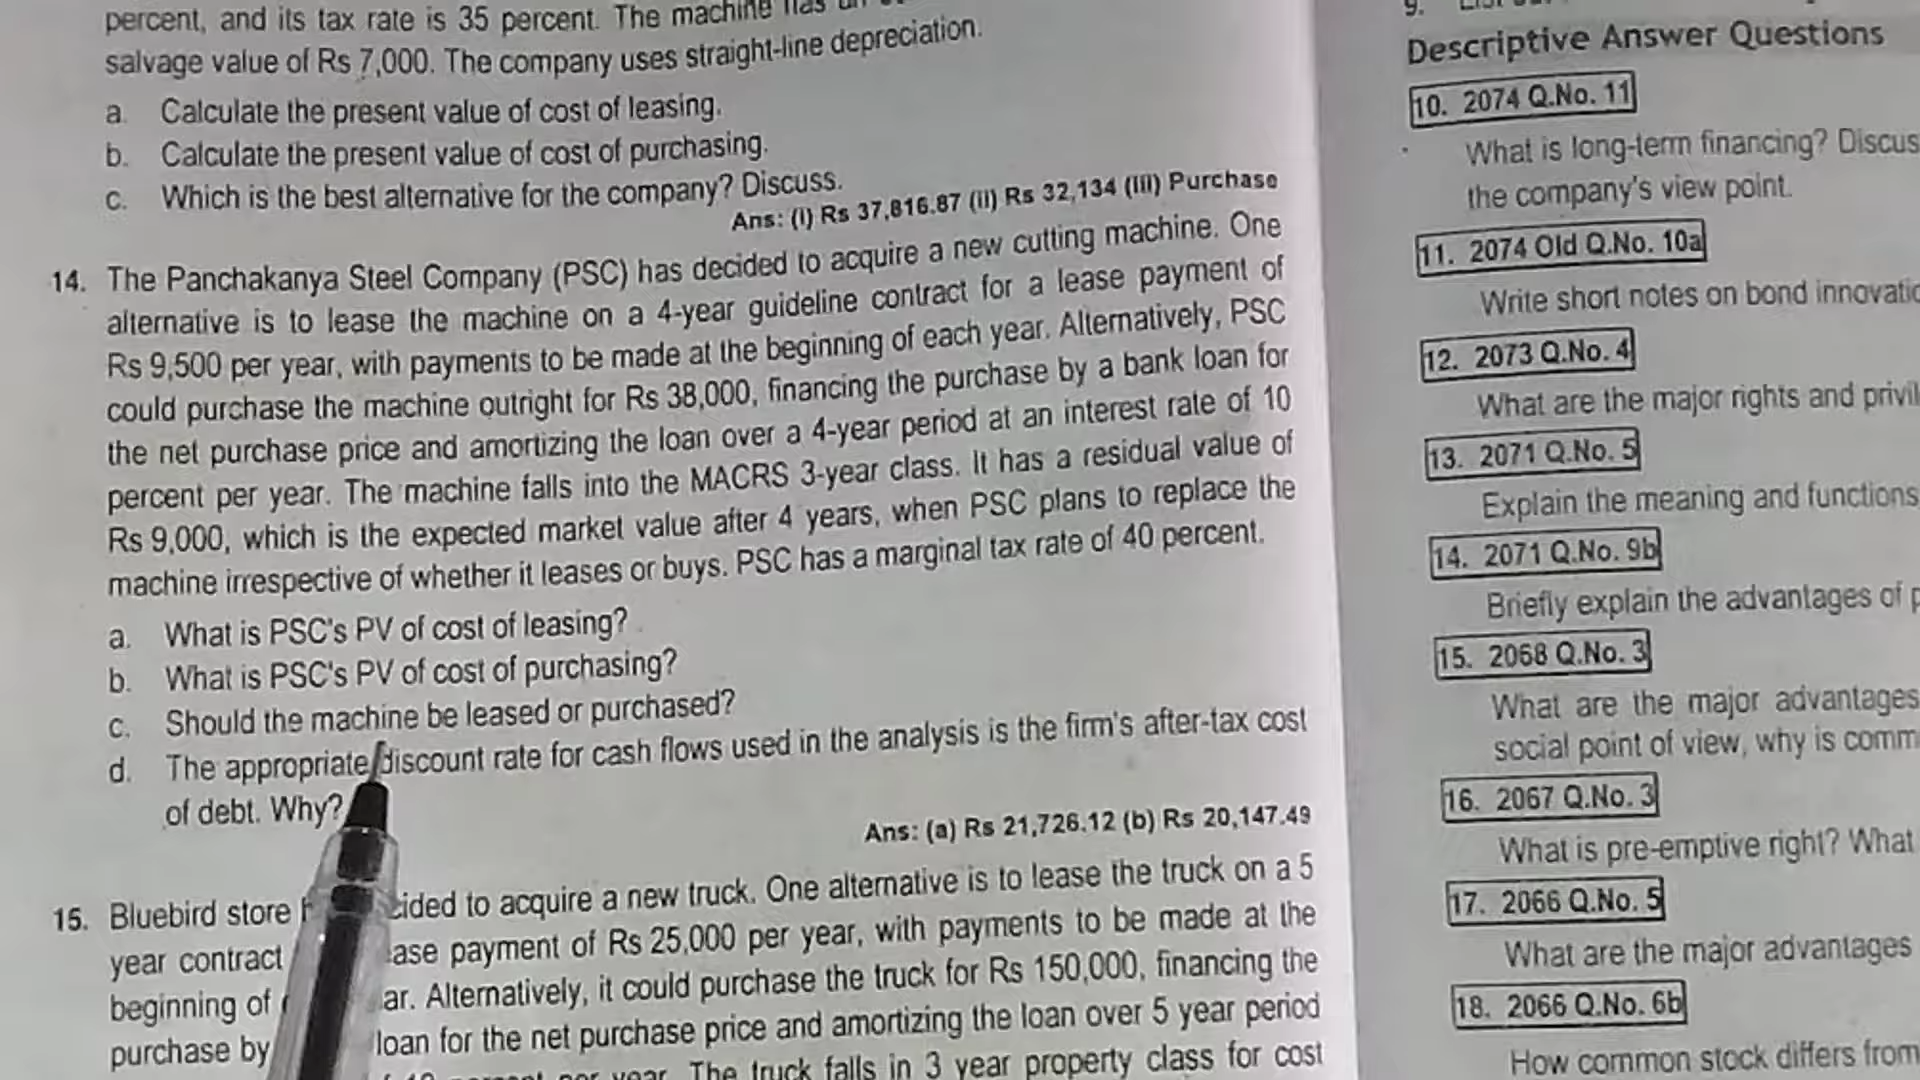 percent, and its tax rate is 35 percent. The machine has
salvage value of Rs 7,000. The company uses straight-line depreciation.
a. Calculate the present value of cost of leasing.
b. Calculate the present value of cost of purchasing.
c. Which is the best alternative for the company? Discuss.
Ans: (i) Rs 37,816.87 (ii) Rs 32,134 (iii) Purchase
14. The Panchakanya Steel Company (PSC) has decided to acquire a new cutting machine. One
alternative is to lease the machine on a 4-year guideline contract for a lease payment of
Rs 9,500 per year, with payments to be made at the beginning of each year. Alternatively, PSC
could purchase the machine outright for Rs 38,000, financing the purchase by a bank loan for
the net purchase price and amortizing the loan over a 4-year period at an interest rate of 10
percent per year. The machine falls into the MACRS 3-year class. It has a residual value of
Rs 9,000, which is the expected market value after 4 years, when PSC plans to replace the
machine irrespective of whether it leases or buys. PSC has a marginal tax rate of 40 percent.
a. What is PSC's PV of cost of leasing?
b. What is PSC's PV of cost of purchasing?
c. Should the machine be leased or purchased?
d. The appropriate discount rate for cash flows used in the analysis is the firm's after-tax cost
of debt. Why?
Ans: (a) Rs 21,726.12 (b) Rs 20,147.49
15. Bluebird store cided to acquire a new truck. One alternative is to lease the truck on a 5
year contract ase payment of Rs 25,000 per year, with payments to be made at the
beginning of ar. Alternatively, it could purchase the truck for Rs 150,000, financing the
purchase by loan for the net purchase price and amortizing the loan over 5 year period
percent per year. The truck falls in 3 year property class for cost
9.
Descriptive Answer Questions
10. 2074 Q.No. 11
What is long-term financing? Discus
the company's view point.
11. 2074 Old Q.No. 10a
Write short notes on bond innovatio
12. 2073 Q.No. 4
What are the major rights and privil
13. 2071 Q.No. 5
Explain the meaning and functions
14. 2071 Q.No. 9b
Briefly explain the advantages of p
15. 2068 Q.No. 3
What are the major advantages
social point of view, why is comm
16. 2067 Q.No. 3
What is pre-emptive right? What
17. 2066 Q.No. 5
What are the major advantages
18. 2066 Q.No. 6b
How common stock differs from